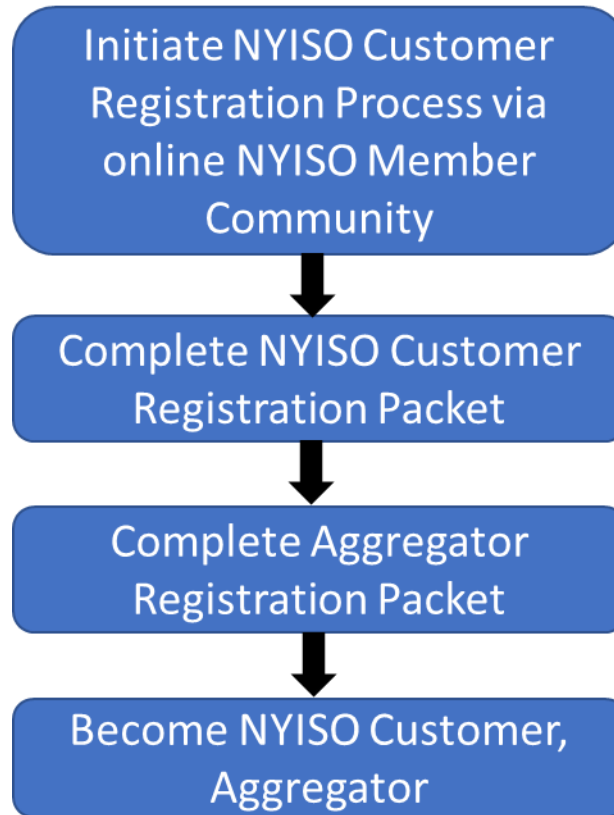 Initiate NYISO Customer
Registration Process via
online NYISO Member
Community
Complete NYISO Customer
Registration Packet
Complete Aggregator
Registration Packet
Become NYISO Customer,
Aggregator